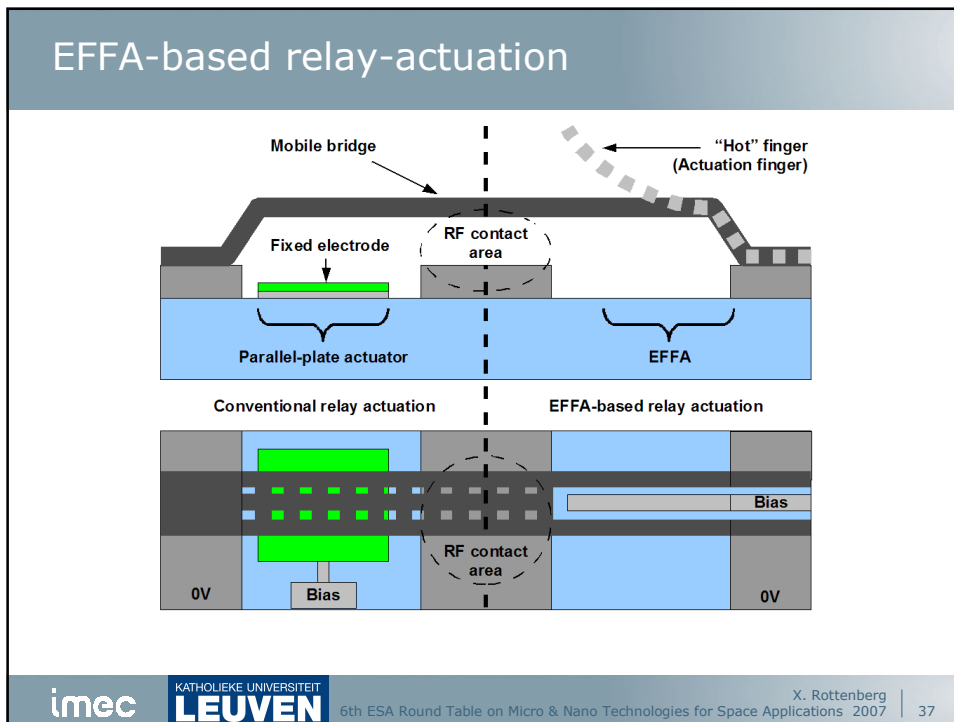 EFFA-based relay-actuation
Mobile bridge
“Hot” finger
(Actuation finger)
RF contact
area
Fixed electrode
Parallel-plate actuator
EFFA
Conventional relay actuation
EFFA-based relay actuation
Bias
RF contact
area
0V
Bias
0V
imec
KATHOLIEKE UNIVERSITEIT
LEUVEN
X. Rottenberg
6th ESA Round Table on Micro & Nano Technologies for Space Applications 2007
37